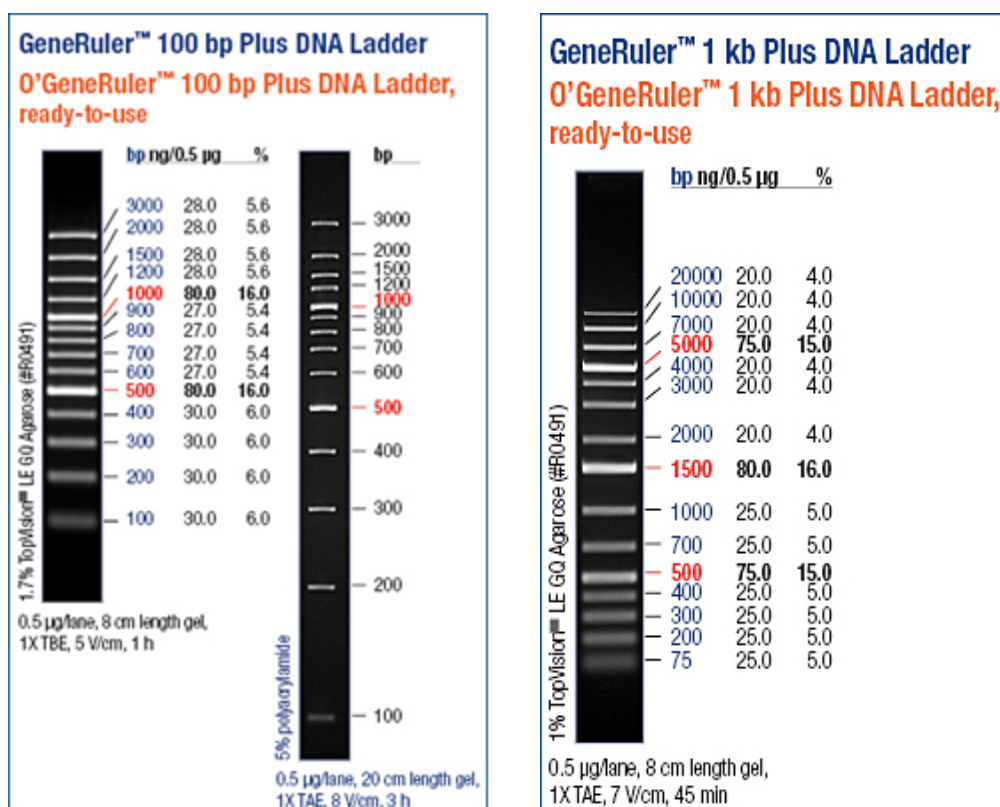 GeneRuler™ 100 bp Plus DNA Ladder
O'GeneRuler™ 100 bp Plus DNA Ladder,
ready-to-use
bp ng/0.5 µg %
3000 28.0 5.6
2000 28.0 5.6
1500 28.0 5.6
1200 28.0 5.6
1000 80.0 16.0
900 27.0 5.4
800 27.0 5.4
700 27.0 5.4
600 27.0 5.4
500 80.0 16.0
400 30.0 6.0
300 30.0 6.0
200 30.0 6.0
100 30.0 6.0
1.7% TopVision™ LE GQ Agarose (#R0491)
0.5 µg/lane, 8 cm length gel,
1X TBE, 5 V/cm, 1 h
bp
3000
2000
1500
1200
1000
900
800
700
600
500
400
300
200
100
5% polyacrylamide
0.5 µg/lane, 20 cm length gel,
1X TAE, 8 V/cm, 3 h
GeneRuler™ 1 kb Plus DNA Ladder
O'GeneRuler™ 1 kb Plus DNA Ladder,
ready-to-use
bp ng/0.5 µg %
20000 20.0 4.0
10000 20.0 4.0
7000 20.0 4.0
5000 75.0 15.0
4000 20.0 4.0
3000 20.0 4.0
2000 20.0 4.0
1500 80.0 16.0
1000 25.0 5.0
700 25.0 5.0
500 75.0 15.0
400 25.0 5.0
300 25.0 5.0
200 25.0 5.0
75 25.0 5.0
1% TopVision™ LE GQ Agarose (#R0491)
0.5 µg/lane, 8 cm length gel,
1X TAE, 7 V/cm, 45 min